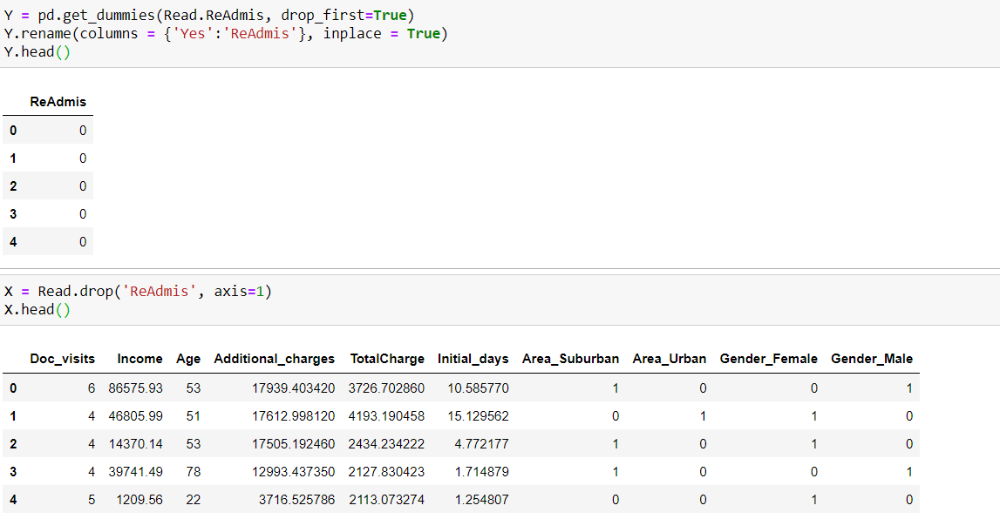 Y = pd.get_dummies(Read.ReAdmis, drop_first=True)
Y.rename(columns = {'Yes':'ReAdmis'}, inplace = True)
Y.head()
ReAdmis
0 0
1 0
2 0
3 0
4 0
X = Read.drop('ReAdmis', axis=1)
X.head()
Doc_visits Income Age Additional_charges TotalCharge Initial_days Area_Suburban Area_Urban Gender_Female Gender_Male
0 6 86575.93 53 17939.403420 3726.702860 10.585770 1 0 0 1
1 4 46805.99 51 17612.998120 4193.190458 15.129562 0 1 1 0
2 4 14370.14 53 17505.192460 2434.234222 4.772177 1 0 1 0
3 4 39741.49 78 12993.437350 2127.830423 1.714879 1 0 0 1
4 5 1209.56 22 3716.525786 2113.073274 1.254807 0 0 1 0